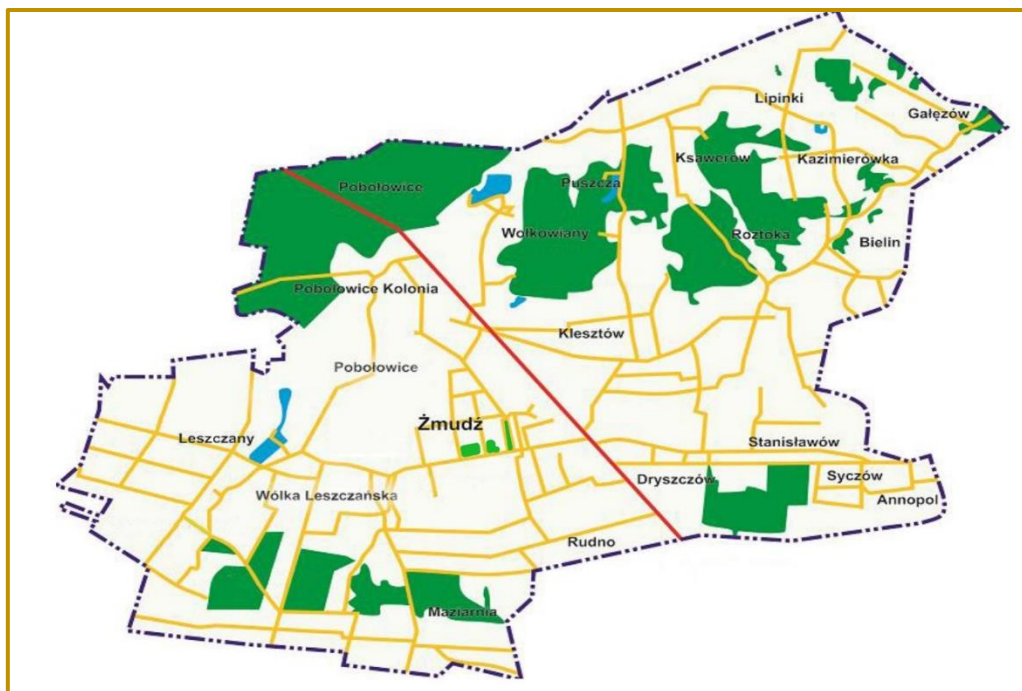 Lipinki
Gałęzów
Ksawerów
Kazimierówka
Pobołowice
Puszcza
Wołkowiany
Roztoka
Bielin
Pobołowice Kolonia
Klesztów
Pobołowice
Żmudź
Leszczany
Stanisławów
Dryszczów
Syczów
Wólka Leszczańska
Annopol
Rudno
Maziarnia